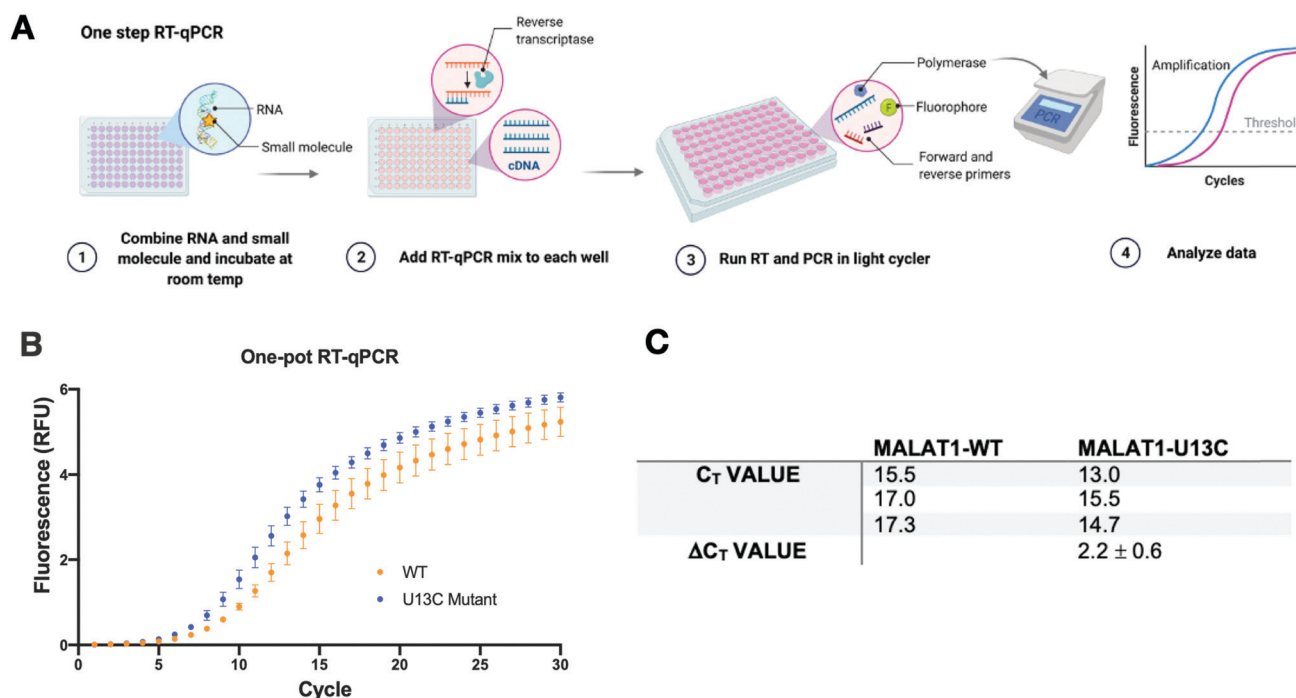 A
One step RT-qPCR
RNA
Small molecule
1
Combine RNA and small
molecule and incubate at
room temp
Reverse
transcriptase
cDNA
2
Add RT-qPCR mix to each well
Polymerase
F
Fluorophore
Forward and
reverse primers
PCR
3
Run RT and PCR in light cycler
Fluorescence
Amplification
Threshol
Cycles
4
Analyze data
B
One-pot RT-qPCR
Fluorescence (RFU)
6
4
2
0
WT
U13C Mutant
0 5 10 15 20 25 30
Cycle
C
MALAT1-WT MALAT1-U13C
CT VALUE 15.5 13.0
17.0 15.5
17.3 14.7
ΔCT VALUE 2.2 ± 0.6